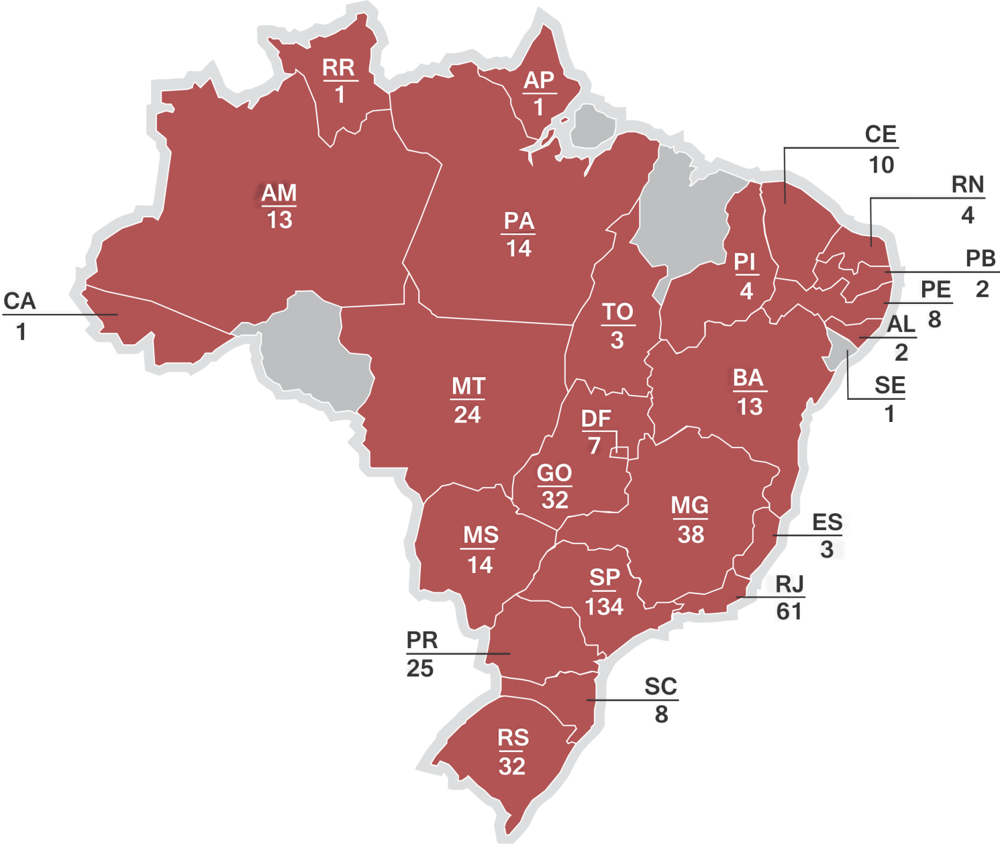 RR
1
AP
1
CE
10
RN
4
AM
13
PA
14
PI
4
PB
2
PE
8
CA
1
TO
3
AL
2
MT
24
BA
13
SE
1
DF
7
GO
32
MG
38
ES
3
MS
14
SP
134
RJ
61
PR
25
SC
8
RS
32